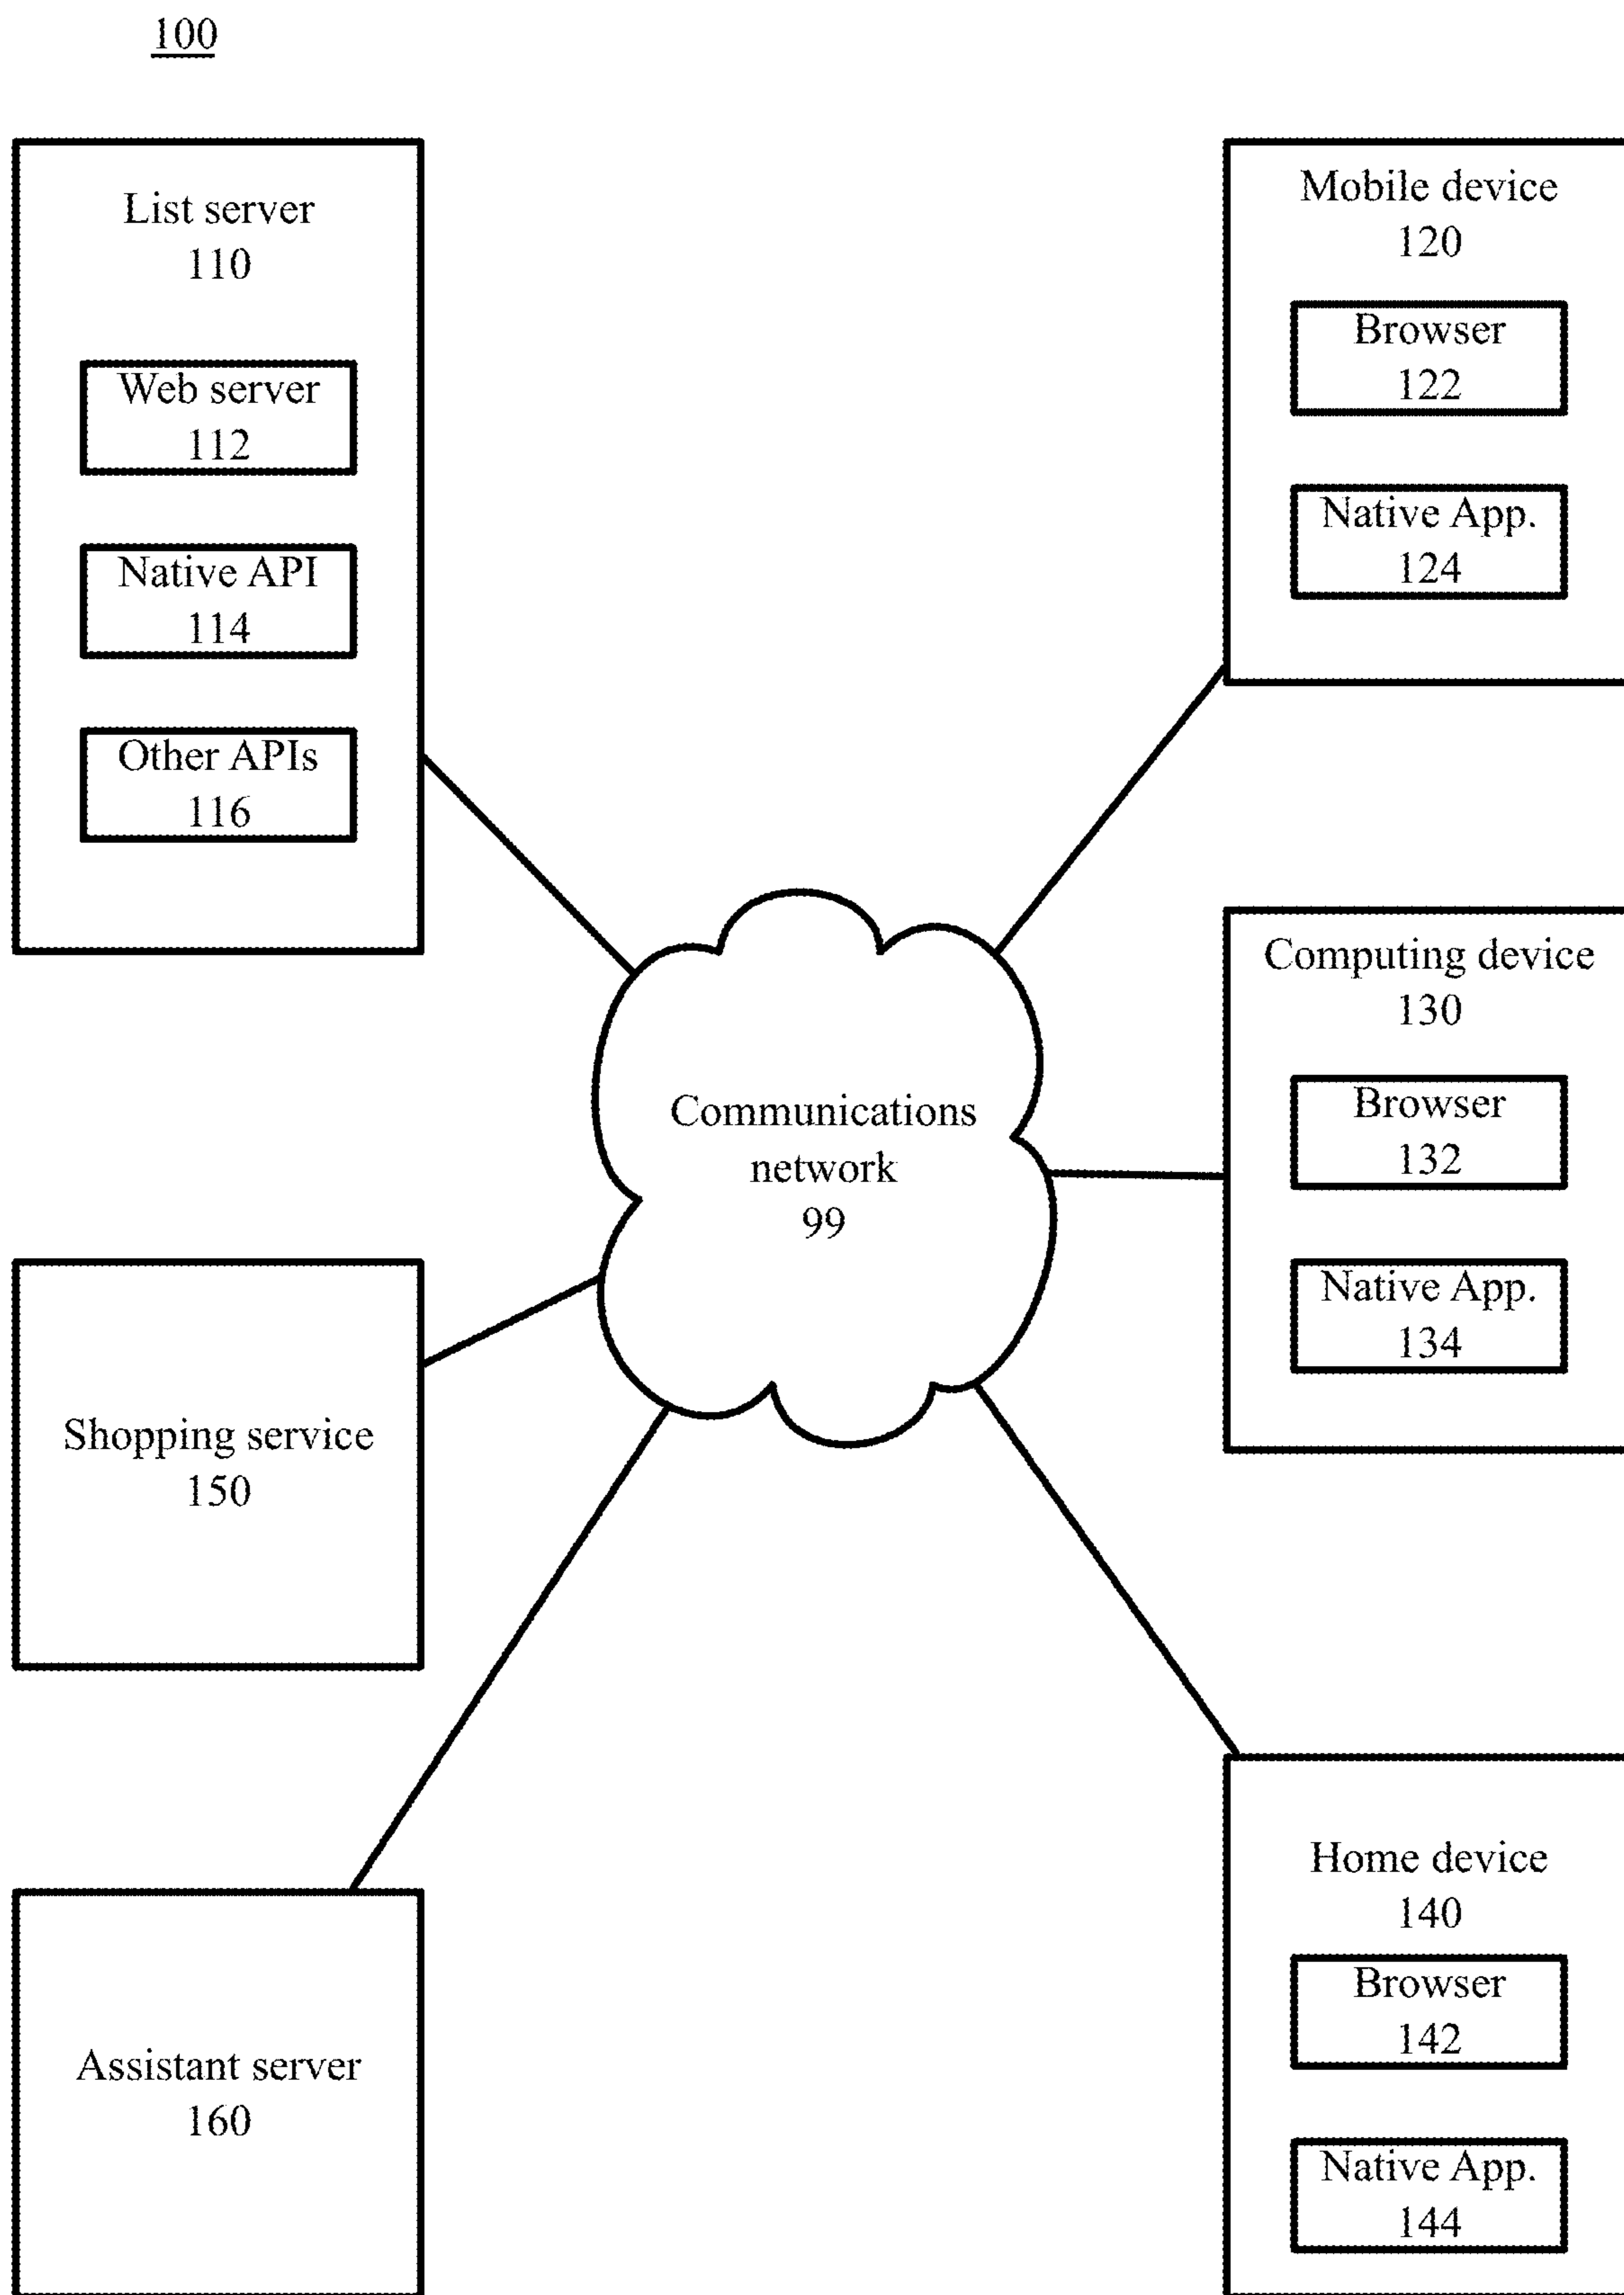 100
List server
110
Web server
112
Native API
114
Other APIs
116
Mobile device
120
Browser
122
Native App.
124
Communications
network
99
Computing device
130
Browser
132
Native App.
134
Shopping service
150
Assistant server
160
Home device
140
Browser
142
Native App.
144